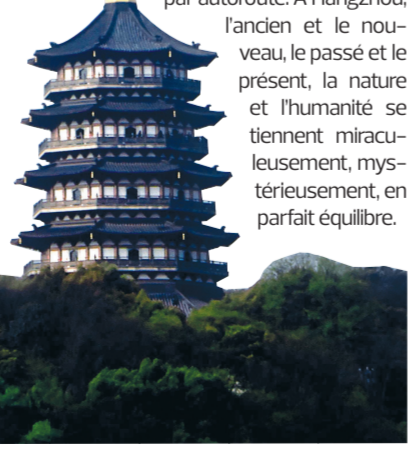 par autoroute. À Hangzhou,
l'ancien et le nou-
veau, le passé et le
présent, la nature
et l'humanité se
tiennent miracu-
leusement, mys-
térieusement, en
parfait équilibre.